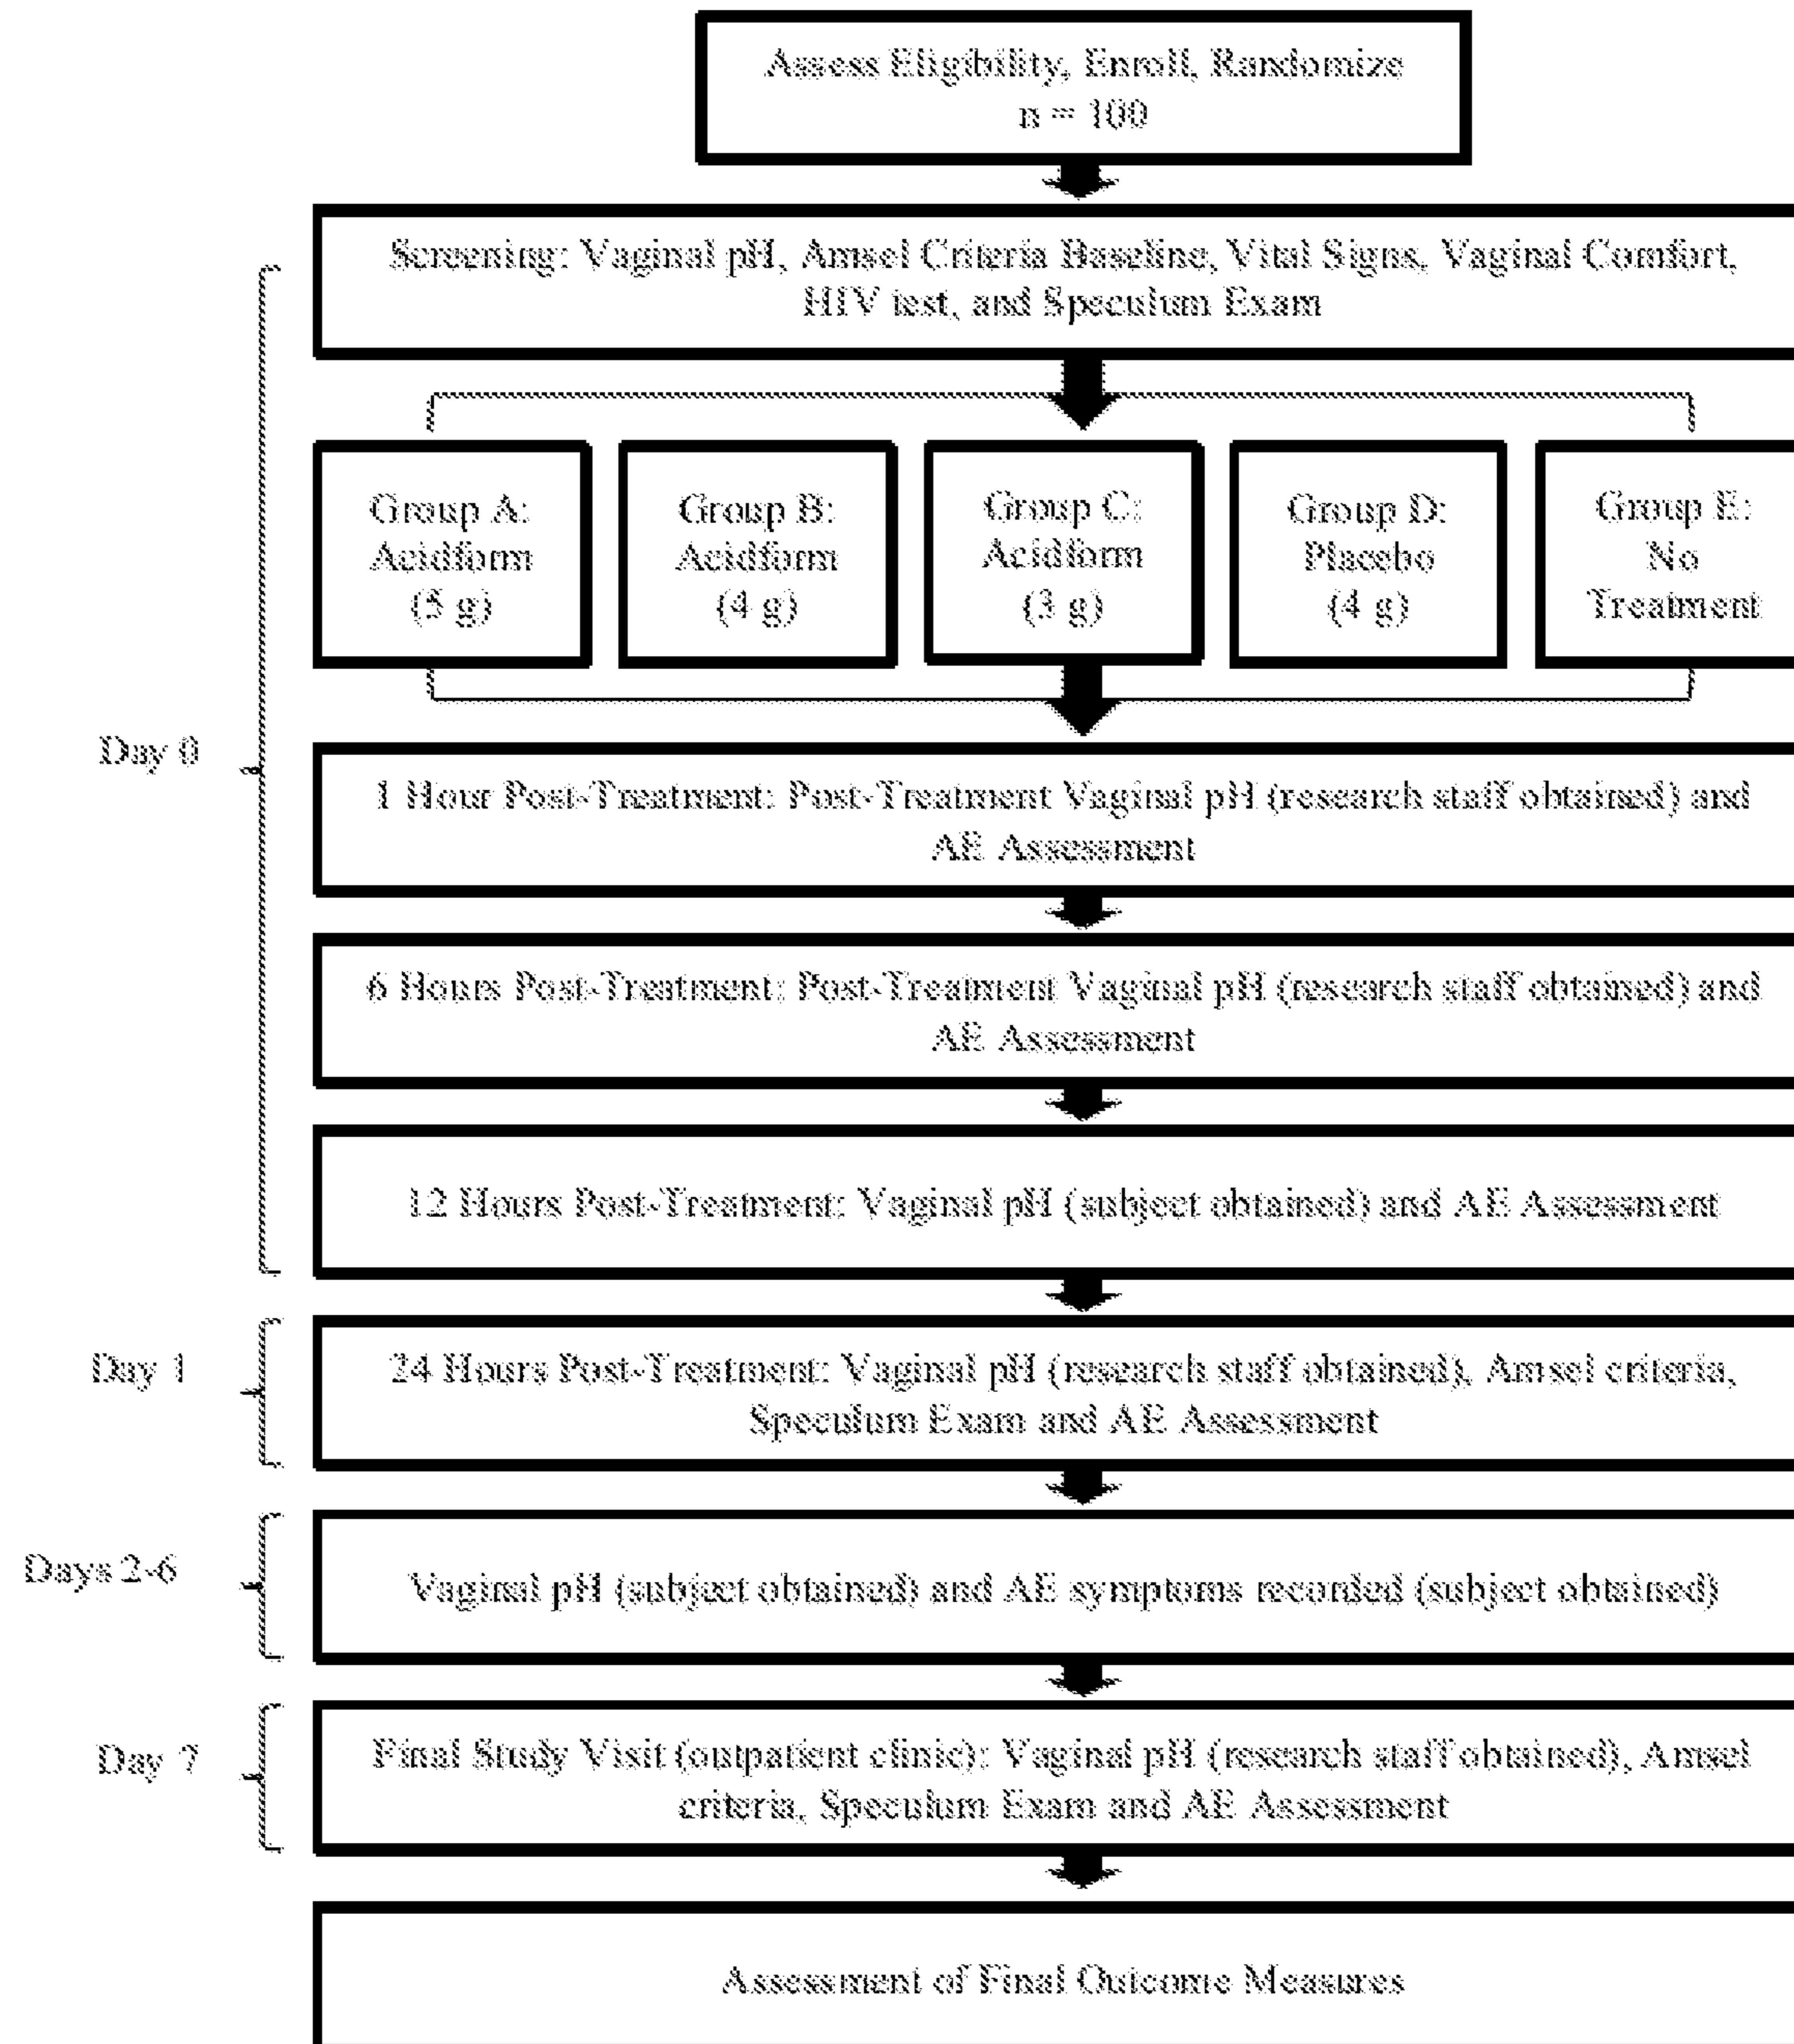 Assess Eligibility, Enroll, Randomize
n = 100
Screening: Vaginal pH, Amsel Criteria Baseline, Vital Signs, Vaginal Comfort,
HIV test, and Speculum Exam
Group A:
Acidform
(5 g)
Group B:
Acidform
(4 g)
Group C:
Acidform
(3 g)
Group D:
Placebo
(4 g)
Group E:
No
Treatment
Day 0
1 Hour Post-Treatment: Post-Treatment Vaginal pH (research staff obtained) and
AE Assessment
6 Hours Post-Treatment: Post-Treatment Vaginal pH (research staff obtained) and
AE Assessment
12 Hours Post-Treatment: Vaginal pH (subject obtained) and AE Assessment
Day 1
24 Hours Post-Treatment: Vaginal pH (research staff obtained), Amsel criteria,
Speculum Exam and AE Assessment
Days 2-6
Vaginal pH (subject obtained) and AE symptoms recorded (subject obtained)
Day 7
Final Study Visit (outpatient clinic): Vaginal pH (research staff obtained), Amsel
criteria, Speculum Exam and AE Assessment
Assessment of Final Outcome Measures